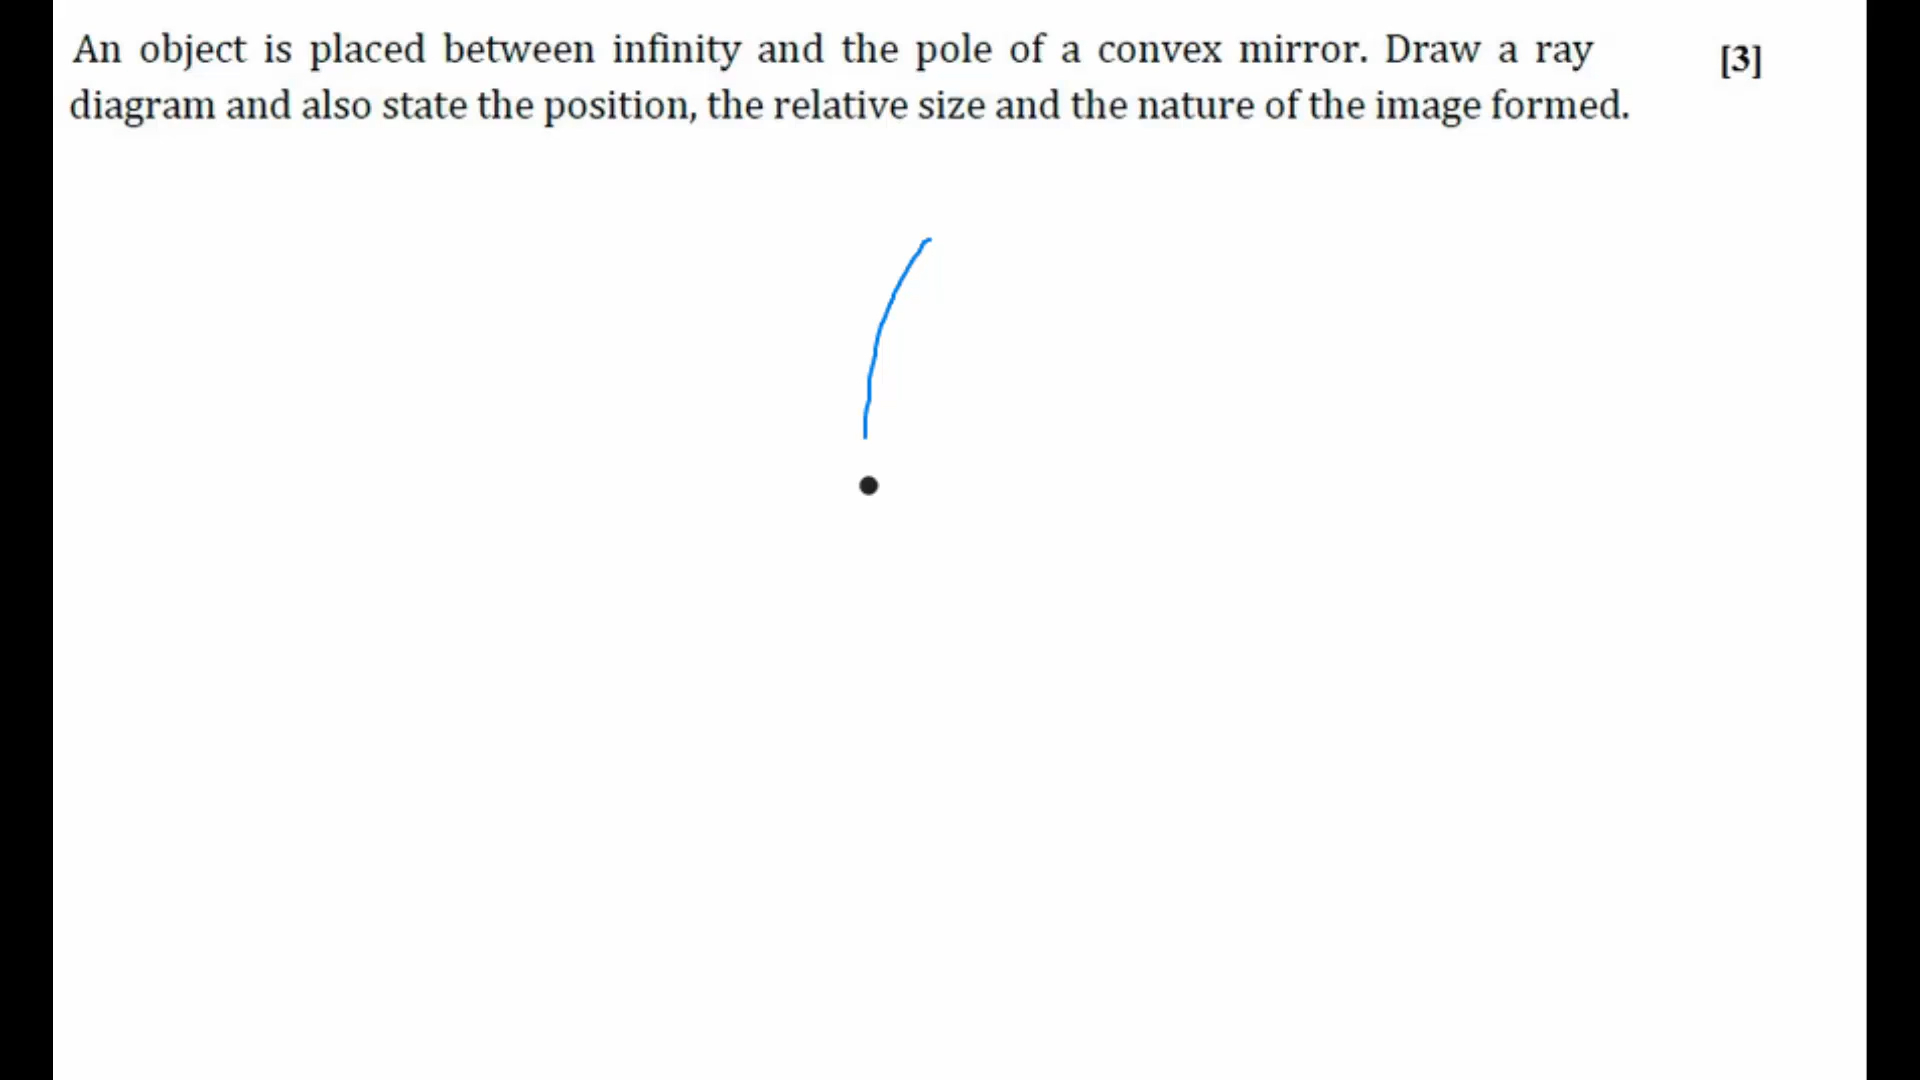 An object is placed between infinity and the pole of a convex mirror. Draw a ray [3]
diagram and also state the position, the relative size and the nature of the image formed.